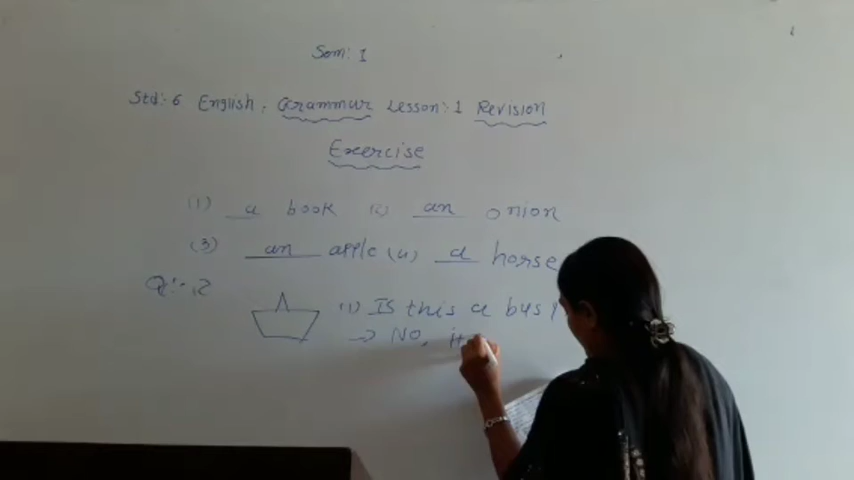 Sem: 1
Std: 6 English. Grammar Lesson: 1 Revision
Exercise
(1) a book (2) an onion
(3) an apple (4) a horse
Q:-2
(1) Is this a bus
→ No, it